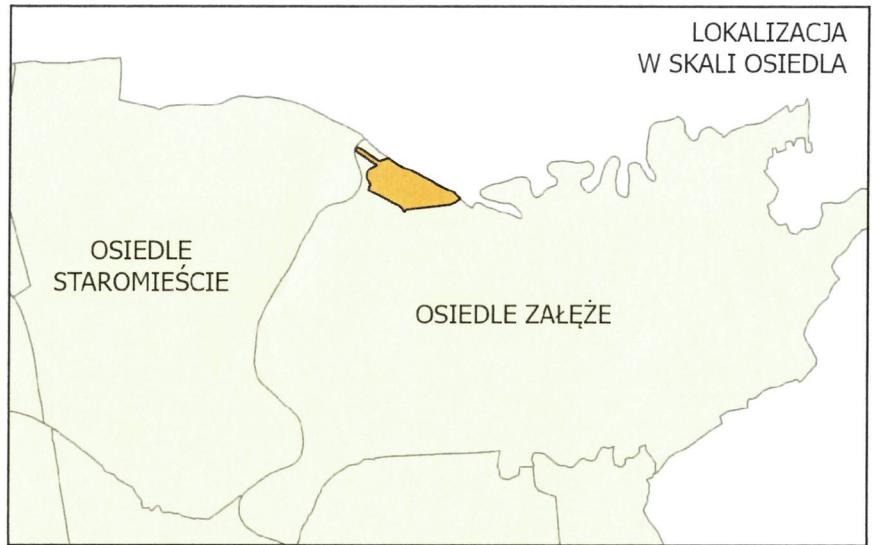 LOKALIZACJA
W SKALI OSIEDLA
OSIEDLE
STAROMIEŚCIE
OSIEDLE ZAŁĘŻE